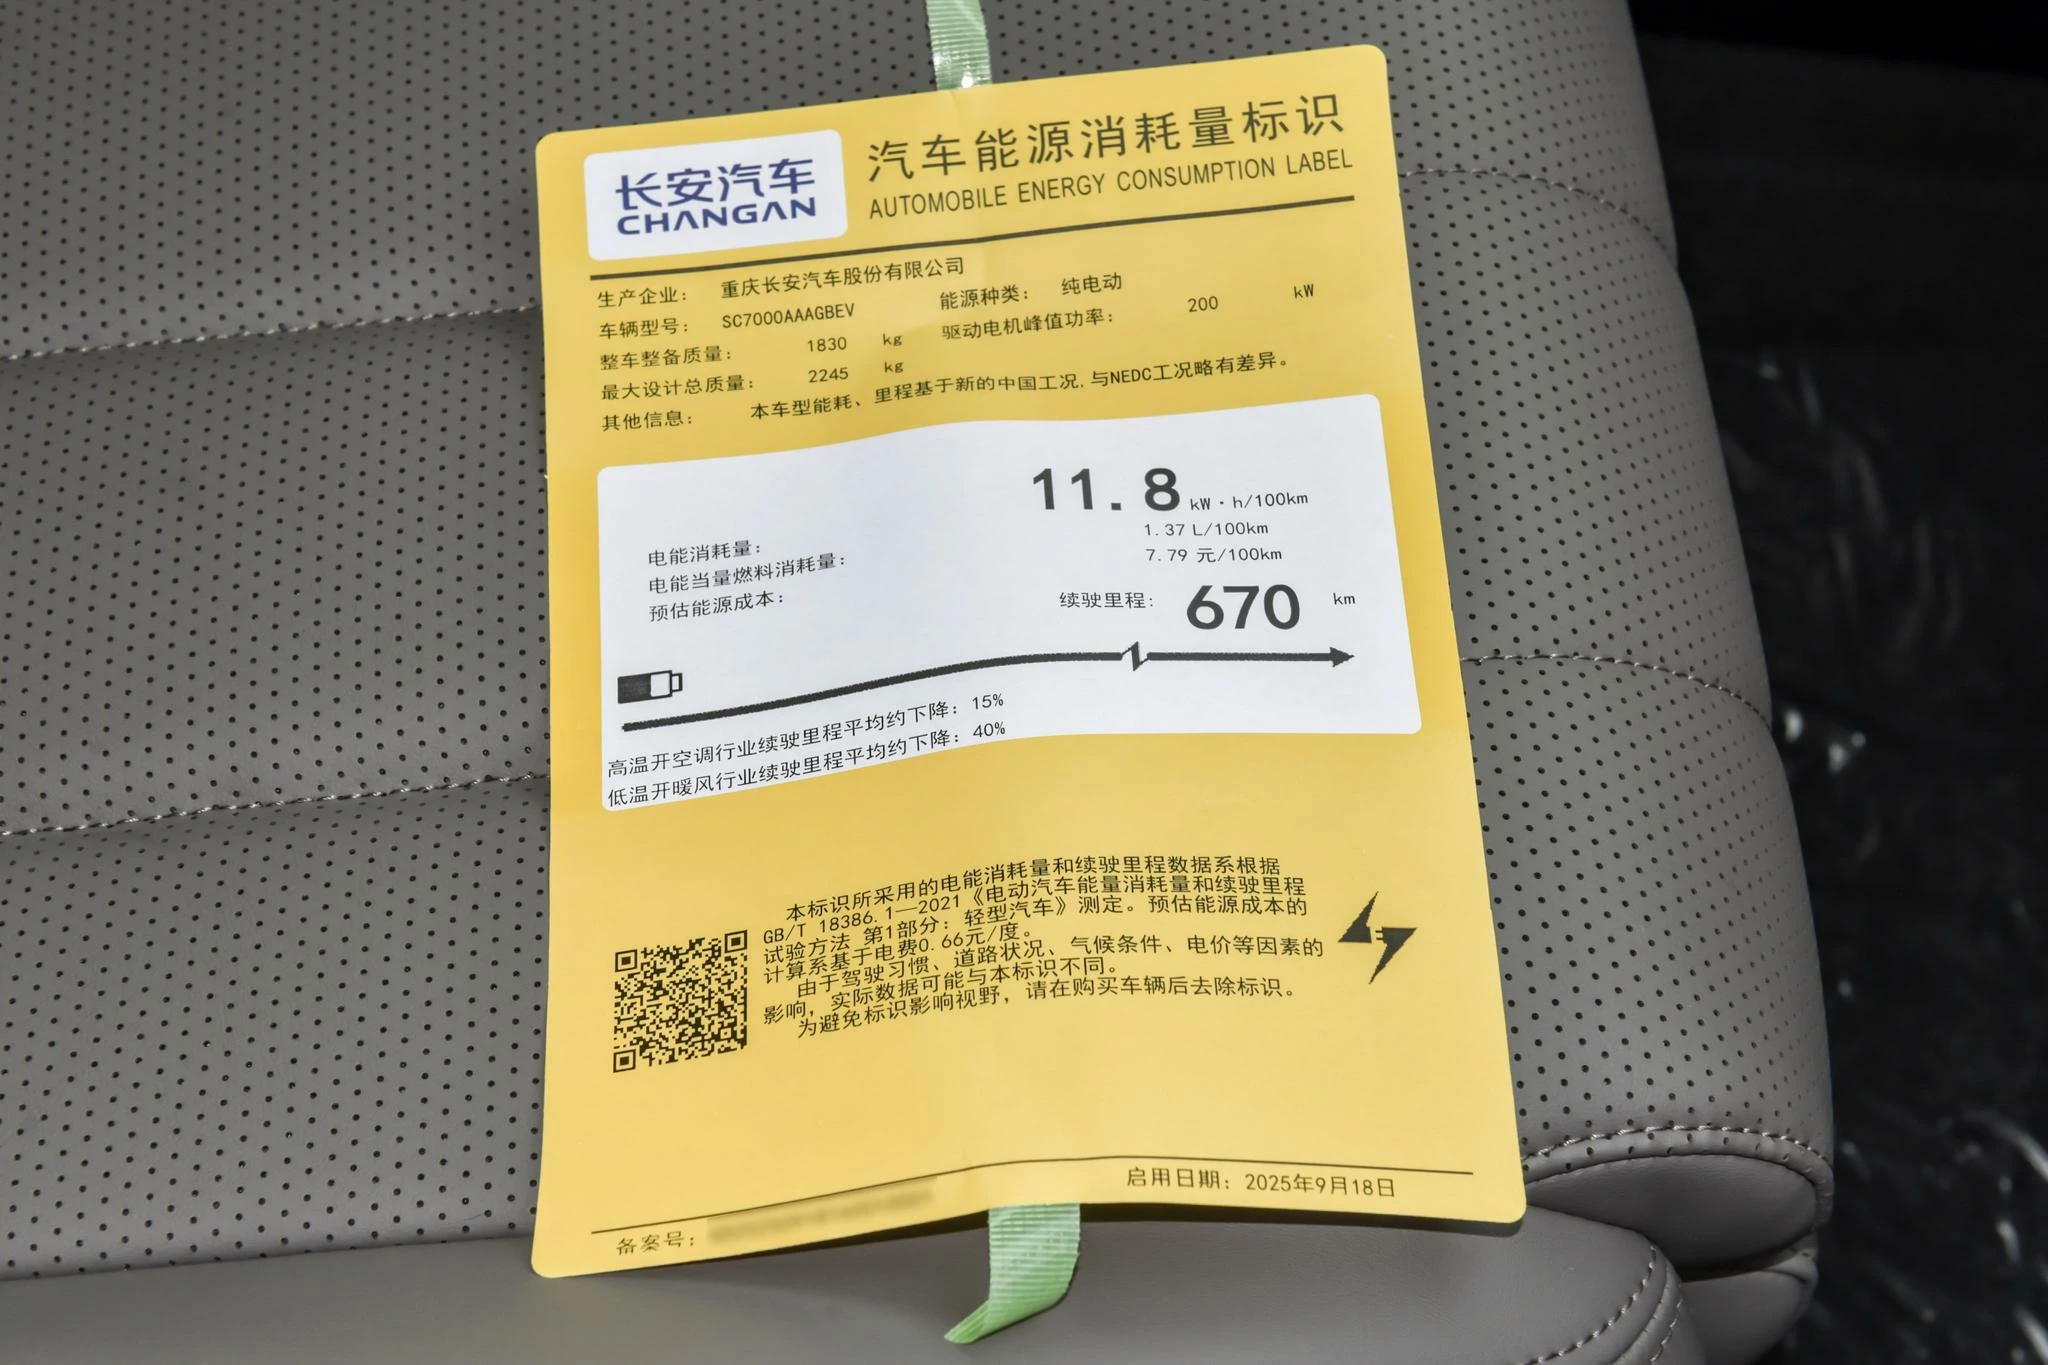 长安汽车
CHANGAN
汽车能源消耗量标识
AUTOMOBILE ENERGY CONSUMPTION LABEL
生产企业: 重庆长安汽车股份有限公司
车辆型号: SC7000AAAGBEV 能源种类: 纯电动
整车整备质量: 1830 kg 驱动电机峰值功率: 200 kW
最大设计总质量: 2245 kg
其他信息: 本车型能耗、里程基于新的中国工况,与NEDC工况略有差异。
电能消耗量: 11.8 kW·h/100km
电能当量燃料消耗量: 1.37 L/100km
预估能源成本: 7.79 元/100km
续驶里程: 670 km
高温开空调行业续驶里程平均约下降: 15%
低温开暖风行业续驶里程平均约下降: 40%
本标识所采用的电能消耗量和续驶里程数据系根据
GB/T 18386.1—2021《电动汽车能量消耗量和续驶里程
试验方法 第1部分: 轻型汽车》测定。预估能源成本的
计算系基于电费0.66元/度。
由于驾驶习惯、道路状况、气候条件、电价等因素的
影响, 实际数据可能与本标识不同。
为避免标识影响视野, 请在购买车辆后去除标识。
备案号:
启用日期: 2025年9月18日